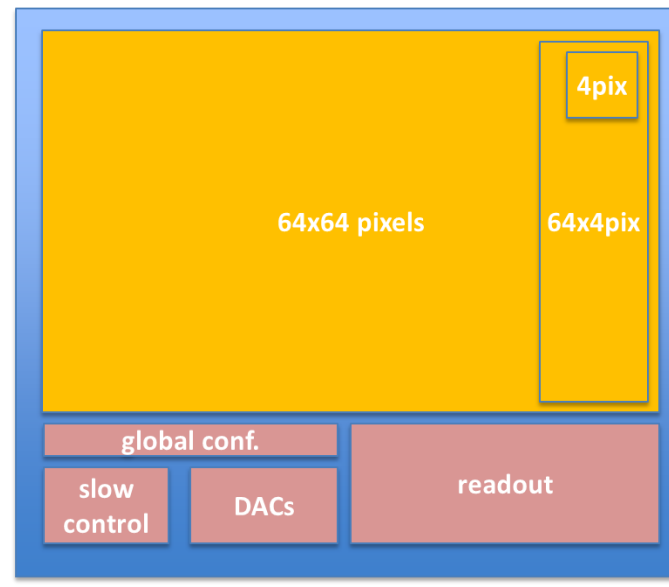 4pix
64x64 pixels
64x4pix
global conf.
slow
control
DACs
readout